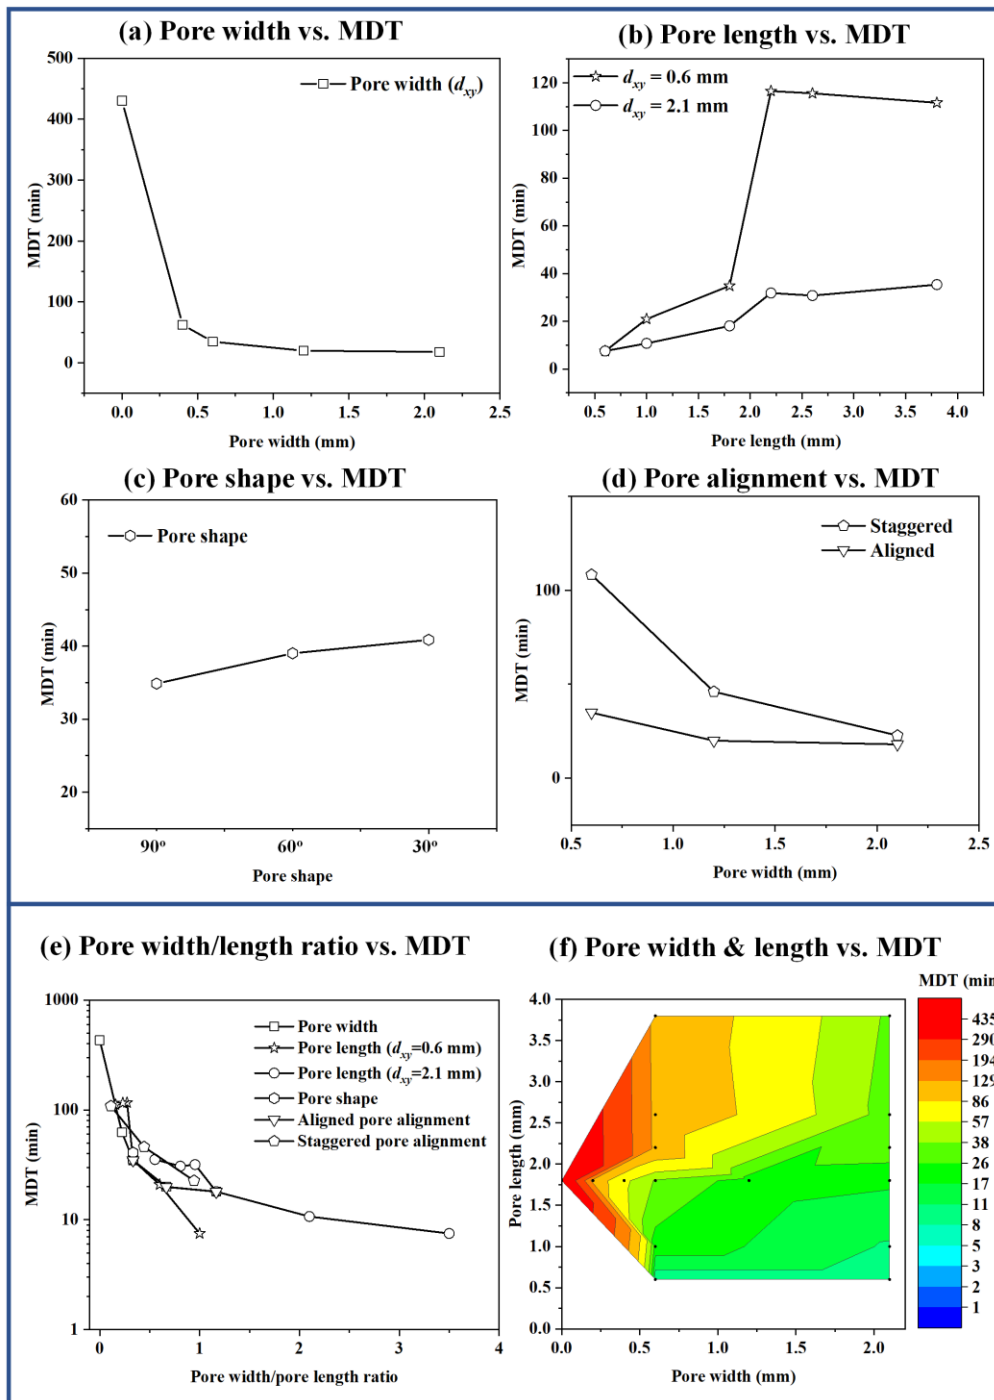 (a) Pore width vs. MDT
500
400
300
200
100
0
MDT (min)
Pore width (dxy)
0.0 0.5 1.0 1.5 2.0 2.5
Pore width (mm)
(b) Pore length vs. MDT
120
100
80
60
40
20
0
MDT (min)
dxy = 0.6 mm
dxy = 2.1 mm
0.5 1.0 1.5 2.0 2.5 3.0 3.5 4.0
Pore length (mm)
(c) Pore shape vs. MDT
60
50
40
30
20
MDT (min)
Pore shape
90° 60° 30°
Pore shape
(d) Pore alignment vs. MDT
100
0
MDT (min)
Staggered
Aligned
0.5 1.0 1.5 2.0 2.5
Pore width (mm)
(e) Pore width/length ratio vs. MDT
1000
100
10
1
MDT (min)
Pore width
Pore length (dxy=0.6 mm)
Pore length (dxy=2.1 mm)
Pore shape
Aligned pore alignment
Staggered pore alignment
0 1 2 3 4
Pore width/pore length ratio
(f) Pore width & length vs. MDT
4.0
3.5
3.0
2.5
2.0
1.5
1.0
0.5
0.0
Pore length (mm)
0.0 0.5 1.0 1.5 2.0
Pore width (mm)
MDT (min
435
290
194
129
86
57
38
26
17
11
8
5
3
2
1